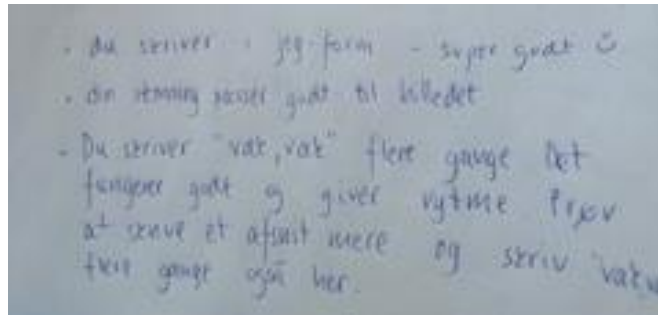 - du skriver i jeg-form - super godt ☺
- din stemning passer godt til billedet
- Du skriver "vak, vak" flere gange Det
fungerer godt og giver rytme Prøv
at skrive et afsnit mere og skriv "vak, v
flere gange også her.